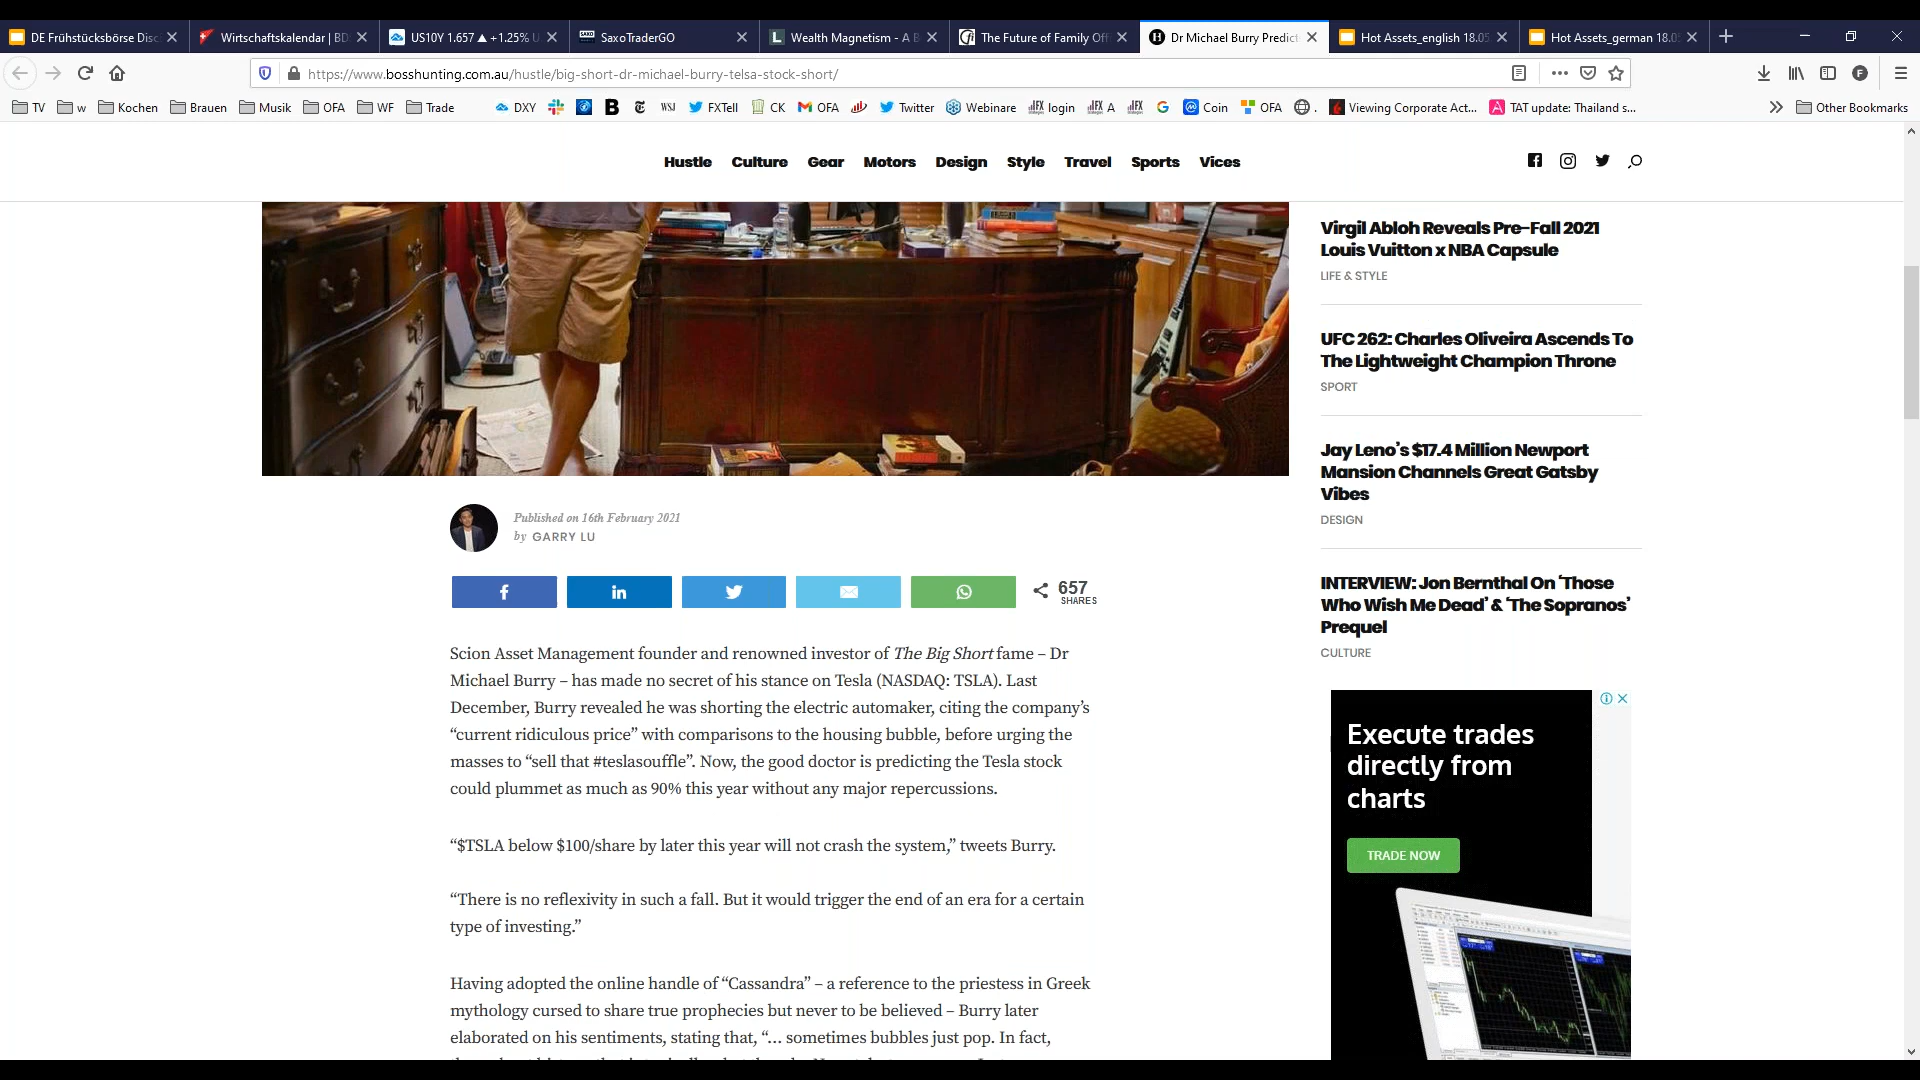 DE Frühstücksbörse Disc
Wirtschaftskalendar | BD
US10Y 1.657 ▲ +1.25% U
SAXO SaxoTraderGO
L Wealth Magnetism - A B
The Future of Family Off
H Dr Michael Burry Predict
Hot Assets_english 18.05
Hot Assets_german 18.0
https://www.bosshunting.com.au/hustle/big-short-dr-michael-burry-telsa-stock-short/
F
TV
w
Kochen
Brauen
Musik
OFA
WF
Trade
DXY
B
WSJ
FXTell
CK
OFA
Twitter
Webinare
login
A
G
Coin
OFA
.
Viewing Corporate Act...
TAT update: Thailand s...
Other Bookmarks
Hustle Culture Gear Motors Design Style Travel Sports Vices
Published on 16th February 2021
by GARRY LU
657
SHARES
Scion Asset Management founder and renowned investor of The Big Short fame – Dr
Michael Burry – has made no secret of his stance on Tesla (NASDAQ: TSLA). Last
December, Burry revealed he was shorting the electric automaker, citing the company’s
“current ridiculous price” with comparisons to the housing bubble, before urging the
masses to “sell that #teslasouffle”. Now, the good doctor is predicting the Tesla stock
could plummet as much as 90% this year without any major repercussions.
“$TSLA below $100/share by later this year will not crash the system,” tweets Burry.
“There is no reflexivity in such a fall. But it would trigger the end of an era for a certain
type of investing.”
Having adopted the online handle of “Cassandra” – a reference to the priestess in Greek
mythology cursed to share true prophecies but never to be believed – Burry later
elaborated on his sentiments, stating that, “… sometimes bubbles just pop. In fact,
Virgil Abloh Reveals Pre-Fall 2021
Louis Vuitton x NBA Capsule
LIFE & STYLE
UFC 262: Charles Oliveira Ascends To
The Lightweight Champion Throne
SPORT
Jay Leno’s $17.4 Million Newport
Mansion Channels Great Gatsby
Vibes
DESIGN
INTERVIEW: Jon Bernthal On ‘Those
Who Wish Me Dead’ & ‘The Sopranos’
Prequel
CULTURE
Execute trades
directly from
charts
TRADE NOW